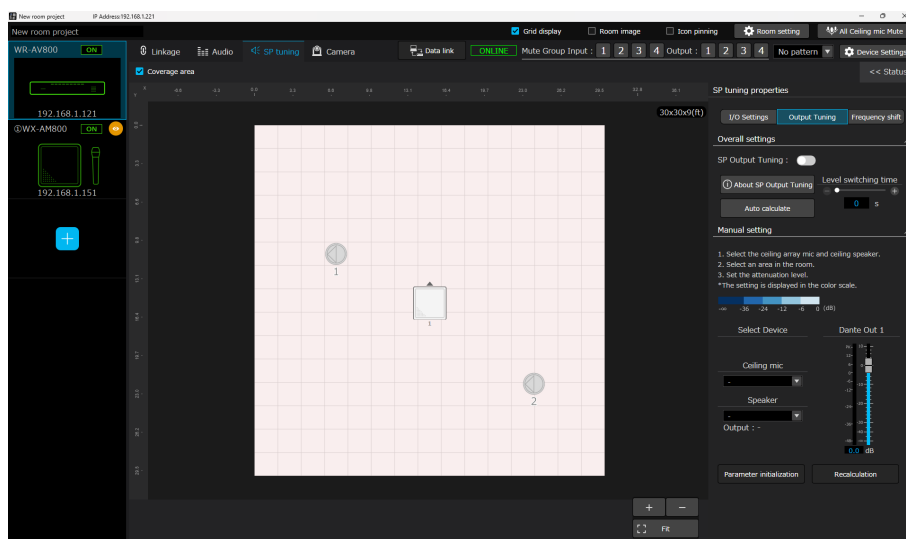 New room project IP Address:192.168.1.221
New room project
Grid display Room image Icon pinning Room setting All Ceiling mic Mute
WR-AV800 ON
192.168.1.121
①WX-AM800 ON
192.168.1.151
+
Linkage Audio SP tuning Camera Data link ONLINE Mute Group Input : 1 2 3 4 Output : 1 2 3 4 No pattern Device Settings
Coverage area
<< Status
30x30x9(ft)
1
1
2
+ −
Fit
SP tuning properties
I/O Settings Output Tuning Frequency shift
Overall settings
SP Output Tuning :
About SP Output Tuning
Level switching time
− +
Auto calculate
0 s
Manual setting
1. Select the ceiling array mic and ceiling speaker.
2. Select an area in the room.
3. Set the attenuation level.
*The setting is displayed in the color scale.
-∞ -36 -24 -12 -6 0 (dB)
Select Device Dante Out 1
Ceiling mic
-
Speaker
-
Output : -
0.0 dB
Parameter initialization Recalculation